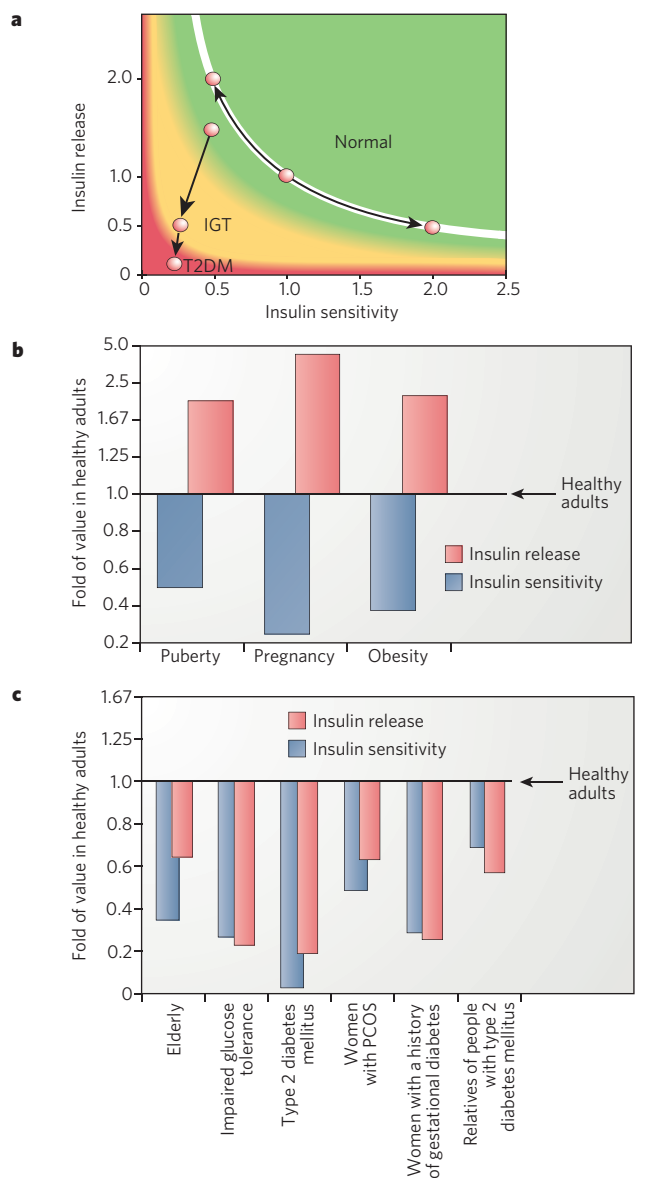 a
Insulin release
2.0
1.0
0.5
0
Normal
IGT
T2DM
0
0.5
1.0
1.5
2.0
2.5
Insulin sensitivity
b
Fold of value in healthy adults
5.0
2.5
1.67
1.25
1.0
0.8
0.6
0.4
0.2
Healthy
adults
Insulin release
Insulin sensitivity
Puberty
Pregnancy
Obesity
c
Fold of value in healthy adults
1.67
1.25
1.0
0.8
0.6
0.4
0.2
0
Insulin release
Insulin sensitivity
Healthy
adults
Elderly
Impaired glucose
tolerance
Type 2 diabetes
mellitus
Women
with PCOS
Women with a history
of gestational diabetes
Relatives of people
with type 2
diabetes mellitus